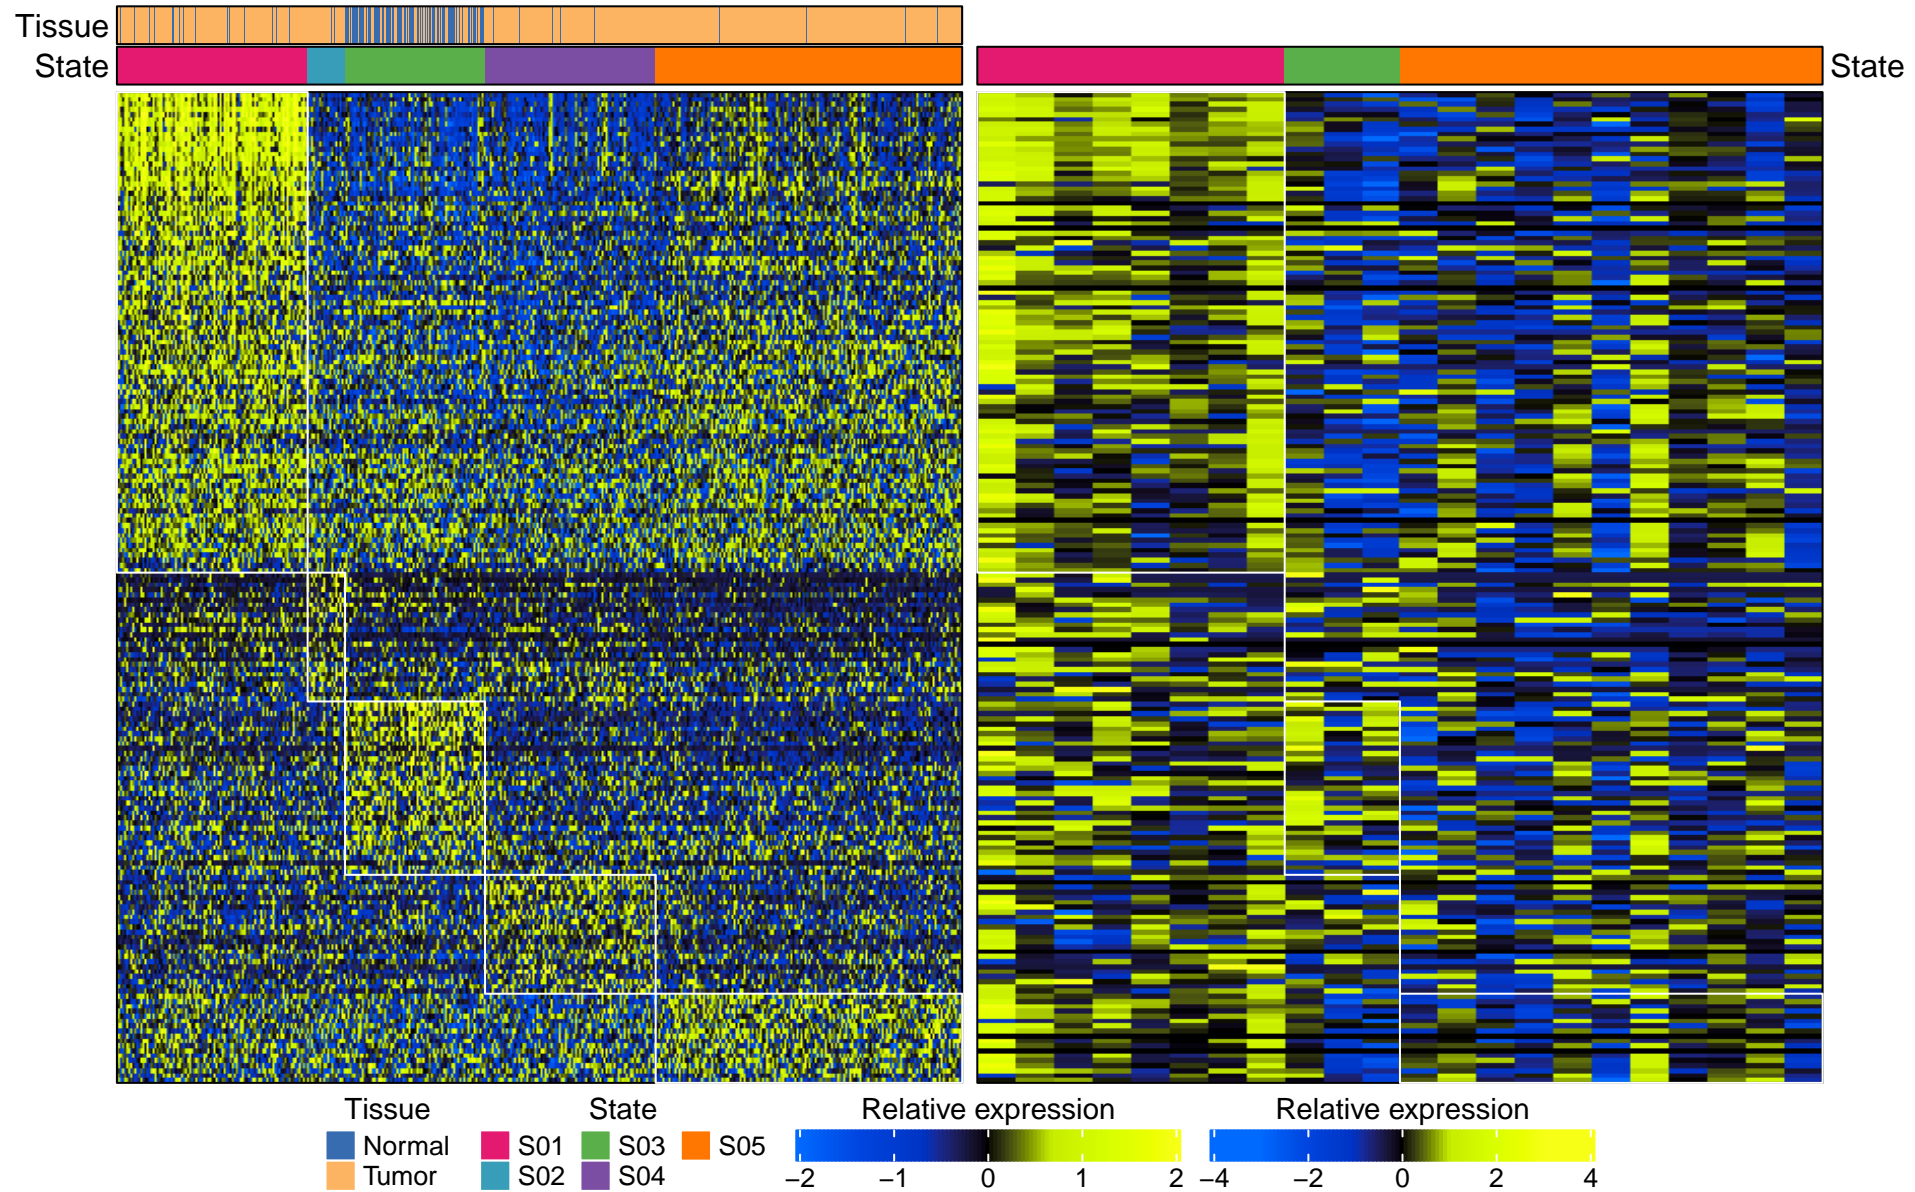 Tissue
State
State
Tissue State Relative expression Relative expression
Normal S01 S03 S05
Tumor S02 S04
−2 −1 0 1 2 −4 −2 0 2 4